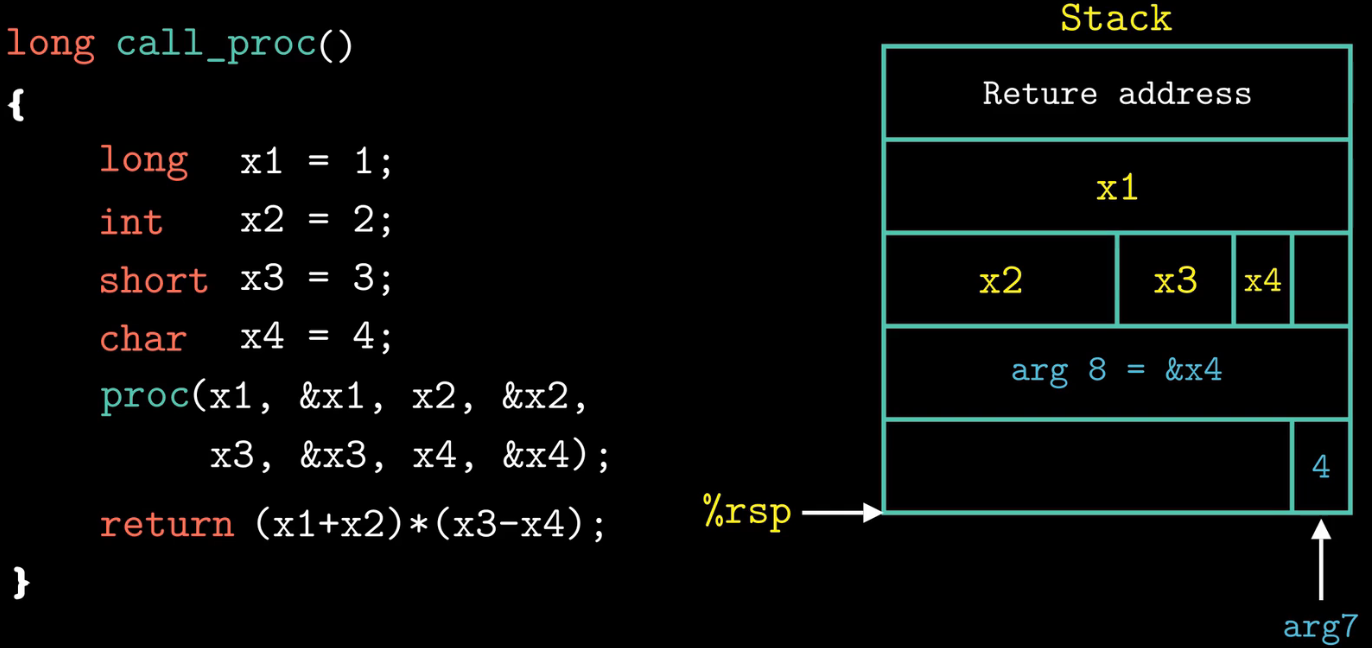 long call_proc()
{
long x1 = 1;
int x2 = 2;
short x3 = 3;
char x4 = 4;
proc(x1, &x1, x2, &x2,
x3, &x3, x4, &x4);
return (x1+x2)*(x3-x4);
}
Stack
Reture address
x1
x2 x3 x4
arg 8 = &x4
4
%rsp
arg7